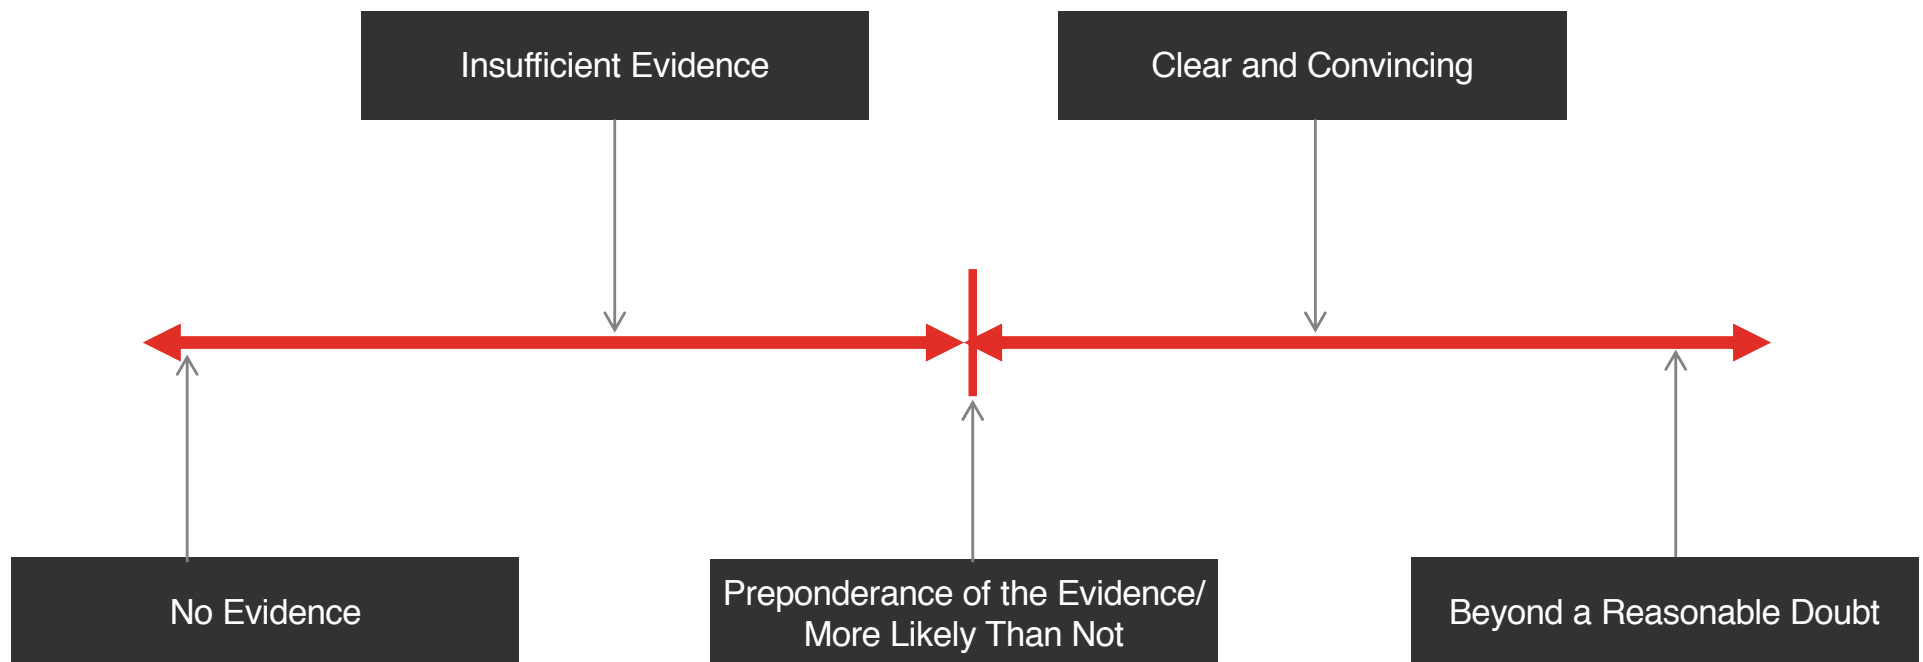 Insufficient Evidence
Clear and Convincing
No Evidence
Preponderance of the Evidence/
More Likely Than Not
Beyond a Reasonable Doubt